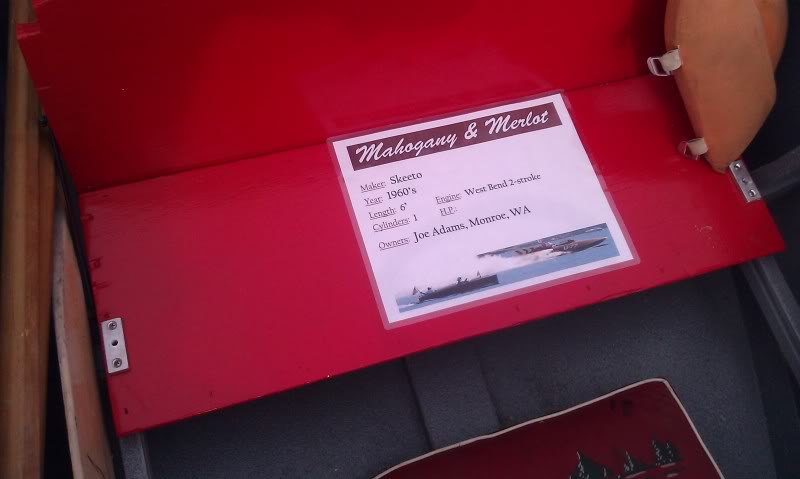 Mahogany & Merlot
Maker: Skeeto
Year: 1960's
Length: 6' Engine: West Bend 2-stroke
Cylinders: 1 H.P.:
Owners: Joe Adams, Monroe, WA